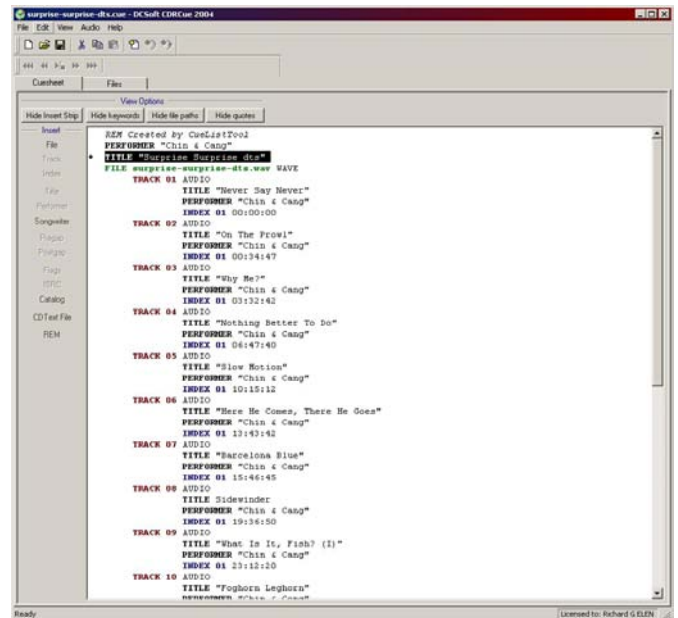 surprise-surprise-dts.cue - DCSoft CDRCue 2004
File Edit View Audio Help
Cuesheet Files
View Options
Hide Insert Strip Hide keywords Hide file paths Hide quotes
Insert
File
Track
Index
Title
Performer
Songwriter
Pregap
Postgap
Flags
ISRC
Catalog
CDText File
REM
REM Created by CueListTool
PERFORMER "Chin & Cang"
TITLE "Surprise Surprise dts"
FILE surprise-surprise-dts.wav WAVE
TRACK 01 AUDIO
TITLE "Never Say Never"
PERFORMER "Chin & Cang"
INDEX 01 00:00:00
TRACK 02 AUDIO
TITLE "On The Prowl"
PERFORMER "Chin & Cang"
INDEX 01 00:34:47
TRACK 03 AUDIO
TITLE "Why Me?"
PERFORMER "Chin & Cang"
INDEX 01 03:32:42
TRACK 04 AUDIO
TITLE "Nothing Better To Do"
PERFORMER "Chin & Cang"
INDEX 01 06:47:40
TRACK 05 AUDIO
TITLE "Slow Motion"
PERFORMER "Chin & Cang"
INDEX 01 10:15:12
TRACK 06 AUDIO
TITLE "Here He Comes, There He Goes"
PERFORMER "Chin & Cang"
INDEX 01 13:43:42
TRACK 07 AUDIO
TITLE "Barcelona Blue"
PERFORMER "Chin & Cang"
INDEX 01 15:46:45
TRACK 08 AUDIO
TITLE Sidewinder
PERFORMER "Chin & Cang"
INDEX 01 19:36:50
TRACK 09 AUDIO
TITLE "What Is It, Fish? (I)"
PERFORMER "Chin & Cang"
INDEX 01 23:12:20
TRACK 10 AUDIO
TITLE "Foghorn Leghorn"
PERFORMER "Chin & Cang"
Ready Licensed to: Richard G ELEN